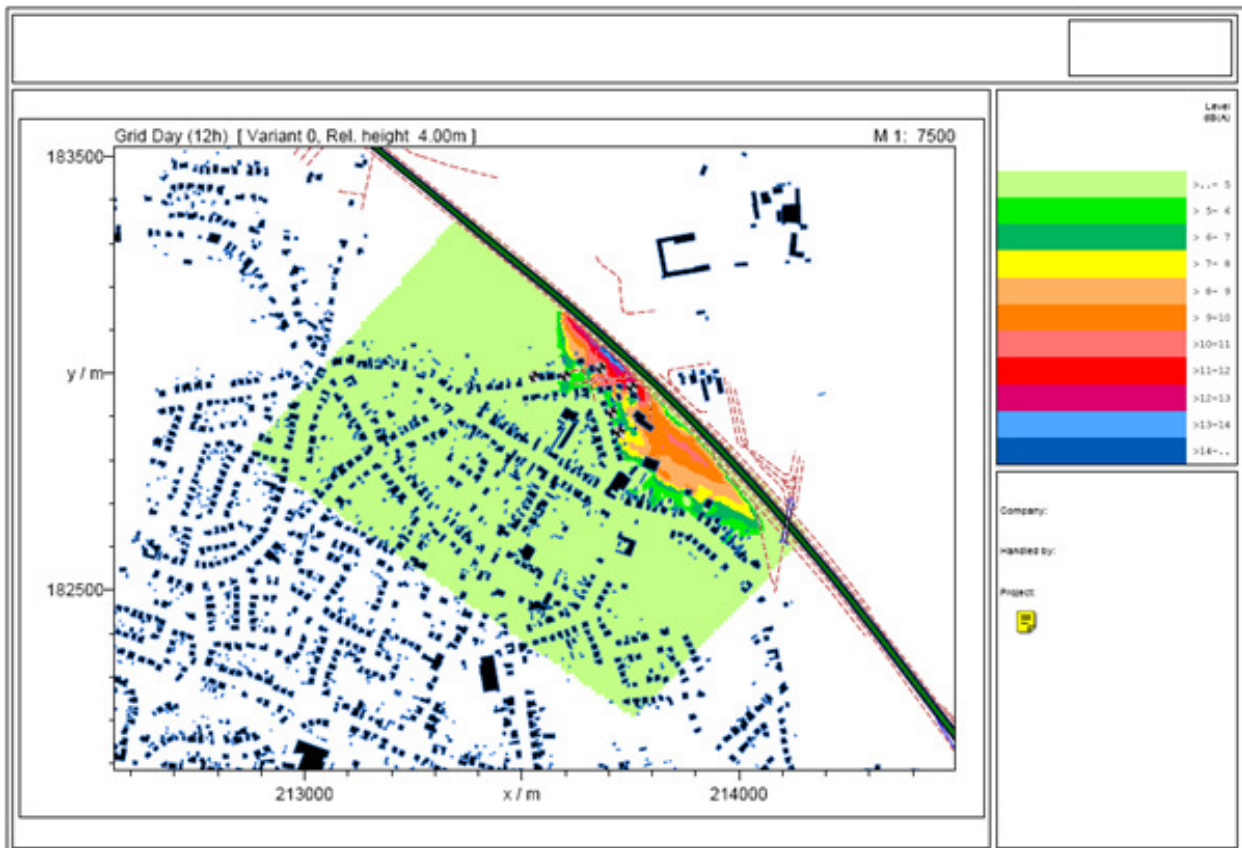 Grid Day (12h) [ Variant 0, Rel. height 4.00m ]
M 1: 7500
183500
y / m
182500
213000
x / m
214000
Level
dB(A)
>..- 5
> 5- 6
> 6- 7
> 7- 8
> 8- 9
> 9-10
>10-11
>11-12
>12-13
>13-14
>14-..
Company:
Handled by:
Project: